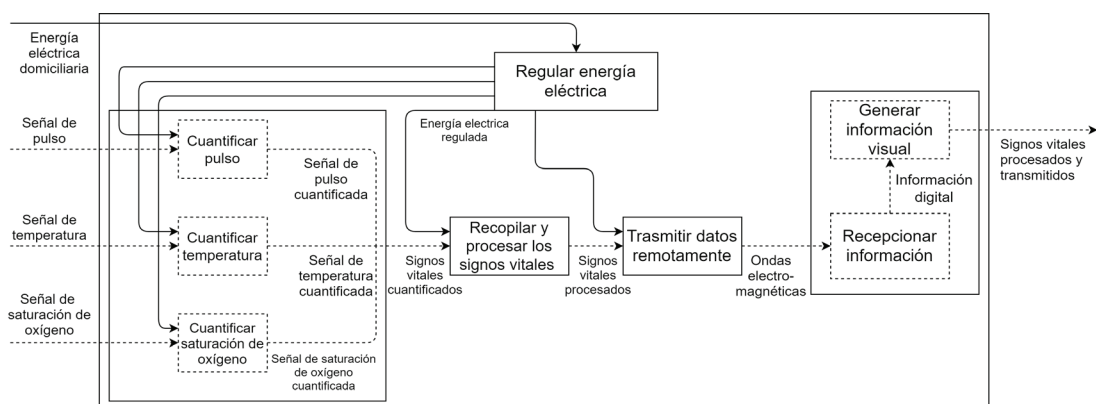 Energía
eléctrica
domiciliaria
Regular energía
eléctrica
Señal de
pulso
Cuantificar
pulso
Señal de
pulso
cuantificada
Energía electrica
regulada
Generar
información
visual
Signos vitales
procesados y
transmitidos
Información
digital
Señal de
temperatura
Cuantificar
temperatura
Señal de
temperatura
cuantificada
Signos
vitales
cuantificados
Recopilar y
procesar los
signos vitales
Signos
vitales
procesados
Trasmitir datos
remotamente
Ondas
electro-
magnéticas
Recepcionar
información
Señal de
saturación de
oxígeno
Cuantificar
saturación de
oxígeno
Señal de saturación
de oxígeno
cuantificada